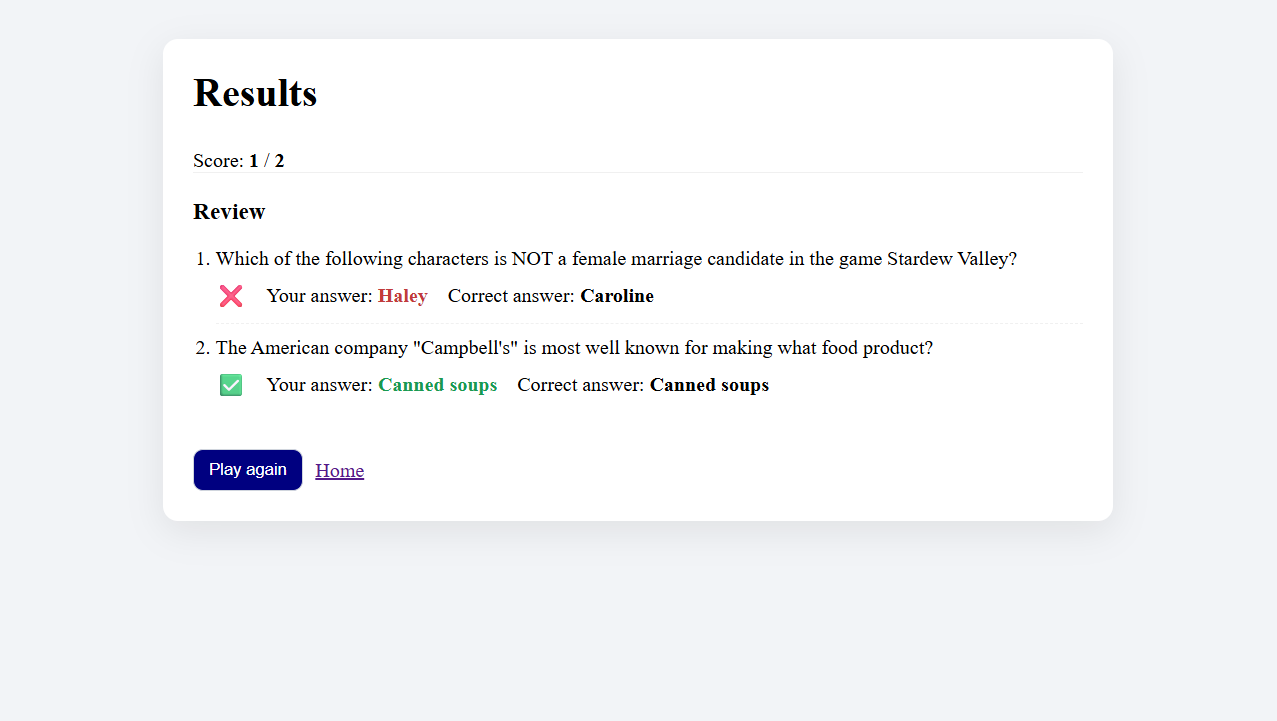 Results
Score: 1 / 2
Review
1. Which of the following characters is NOT a female marriage candidate in the game Stardew Valley?
❌ Your answer: Haley Correct answer: Caroline
2. The American company "Campbell's" is most well known for making what food product?
✅ Your answer: Canned soups Correct answer: Canned soups
Play again Home